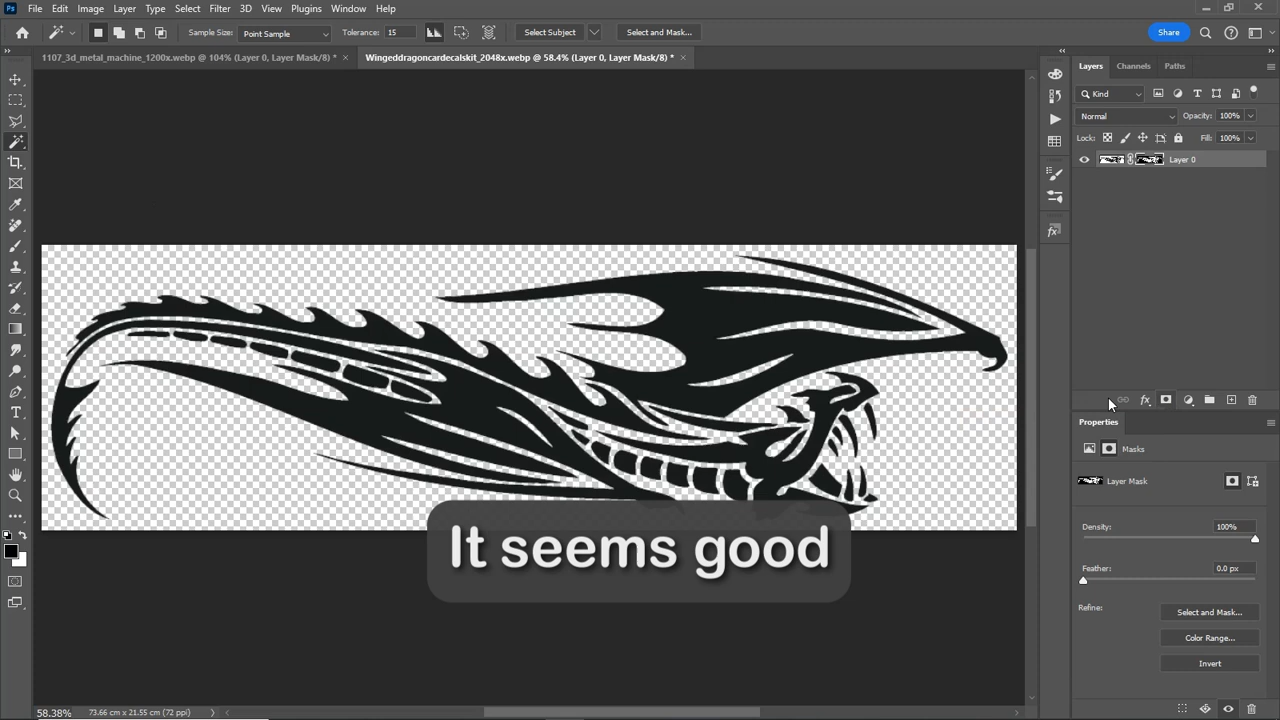 Ps File Edit Image Layer Type Select Filter 3D View Plugins Window Help
Sample Size: Point Sample Tolerance: 15 Select Subject Select and Mask... Share
1107_3d_metal_machine_1200x.webp @ 104% (Layer 0, Layer Mask/8) * × Wingeddragoncardecalskit_2048x.webp @ 58.4% (Layer 0, Layer Mask/8) * ×
Layers Channels Paths
Kind
Normal Opacity: 100%
Lock: Fill: 100%
Layer 0
fx
Properties
Masks
Layer Mask
Density: 100%
Feather: 0.0 px
Refine: Select and Mask...
Color Range...
Invert
It seems good
58.38% 73.66 cm x 21.55 cm (72 ppi)